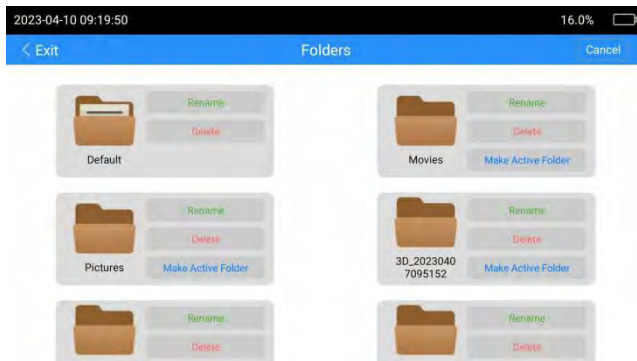 2023-04-10 09:19:50 16.0%
< Exit Folders Cancel
Rename Rename
Delete Delete
Default Movies Make Active Folder
Rename Rename
Delete Delete
Pictures Make Active Folder 3D_2023040
7095152 Make Active Folder
Rename Rename
Delete Delete